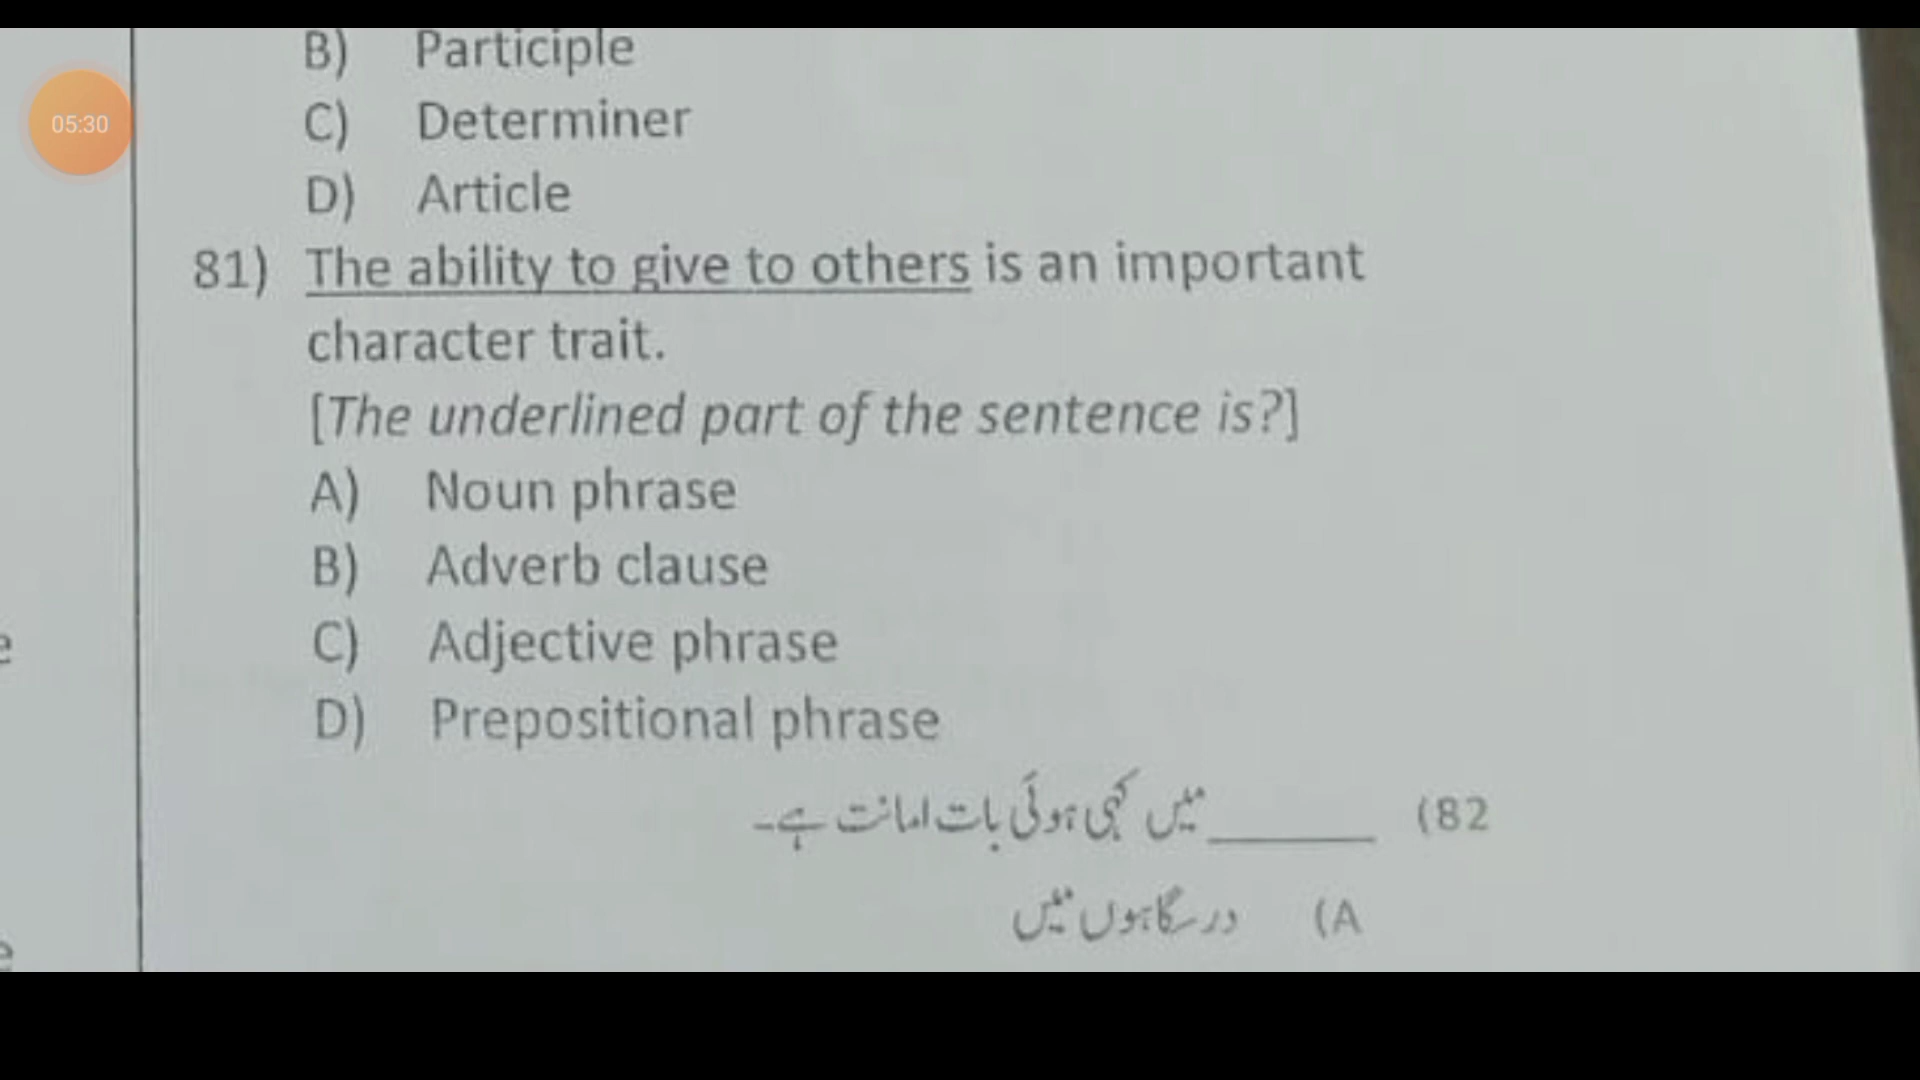 B) Participle
05:30
C) Determiner
D) Article
81) The ability to give to others is an important
character trait.
[The underlined part of the sentence is?]
A) Noun phrase
B) Adverb clause
C) Adjective phrase
D) Prepositional phrase
82) ______ میں کہی ہوئی بات امانت ہے۔
A) درسگاہوں میں